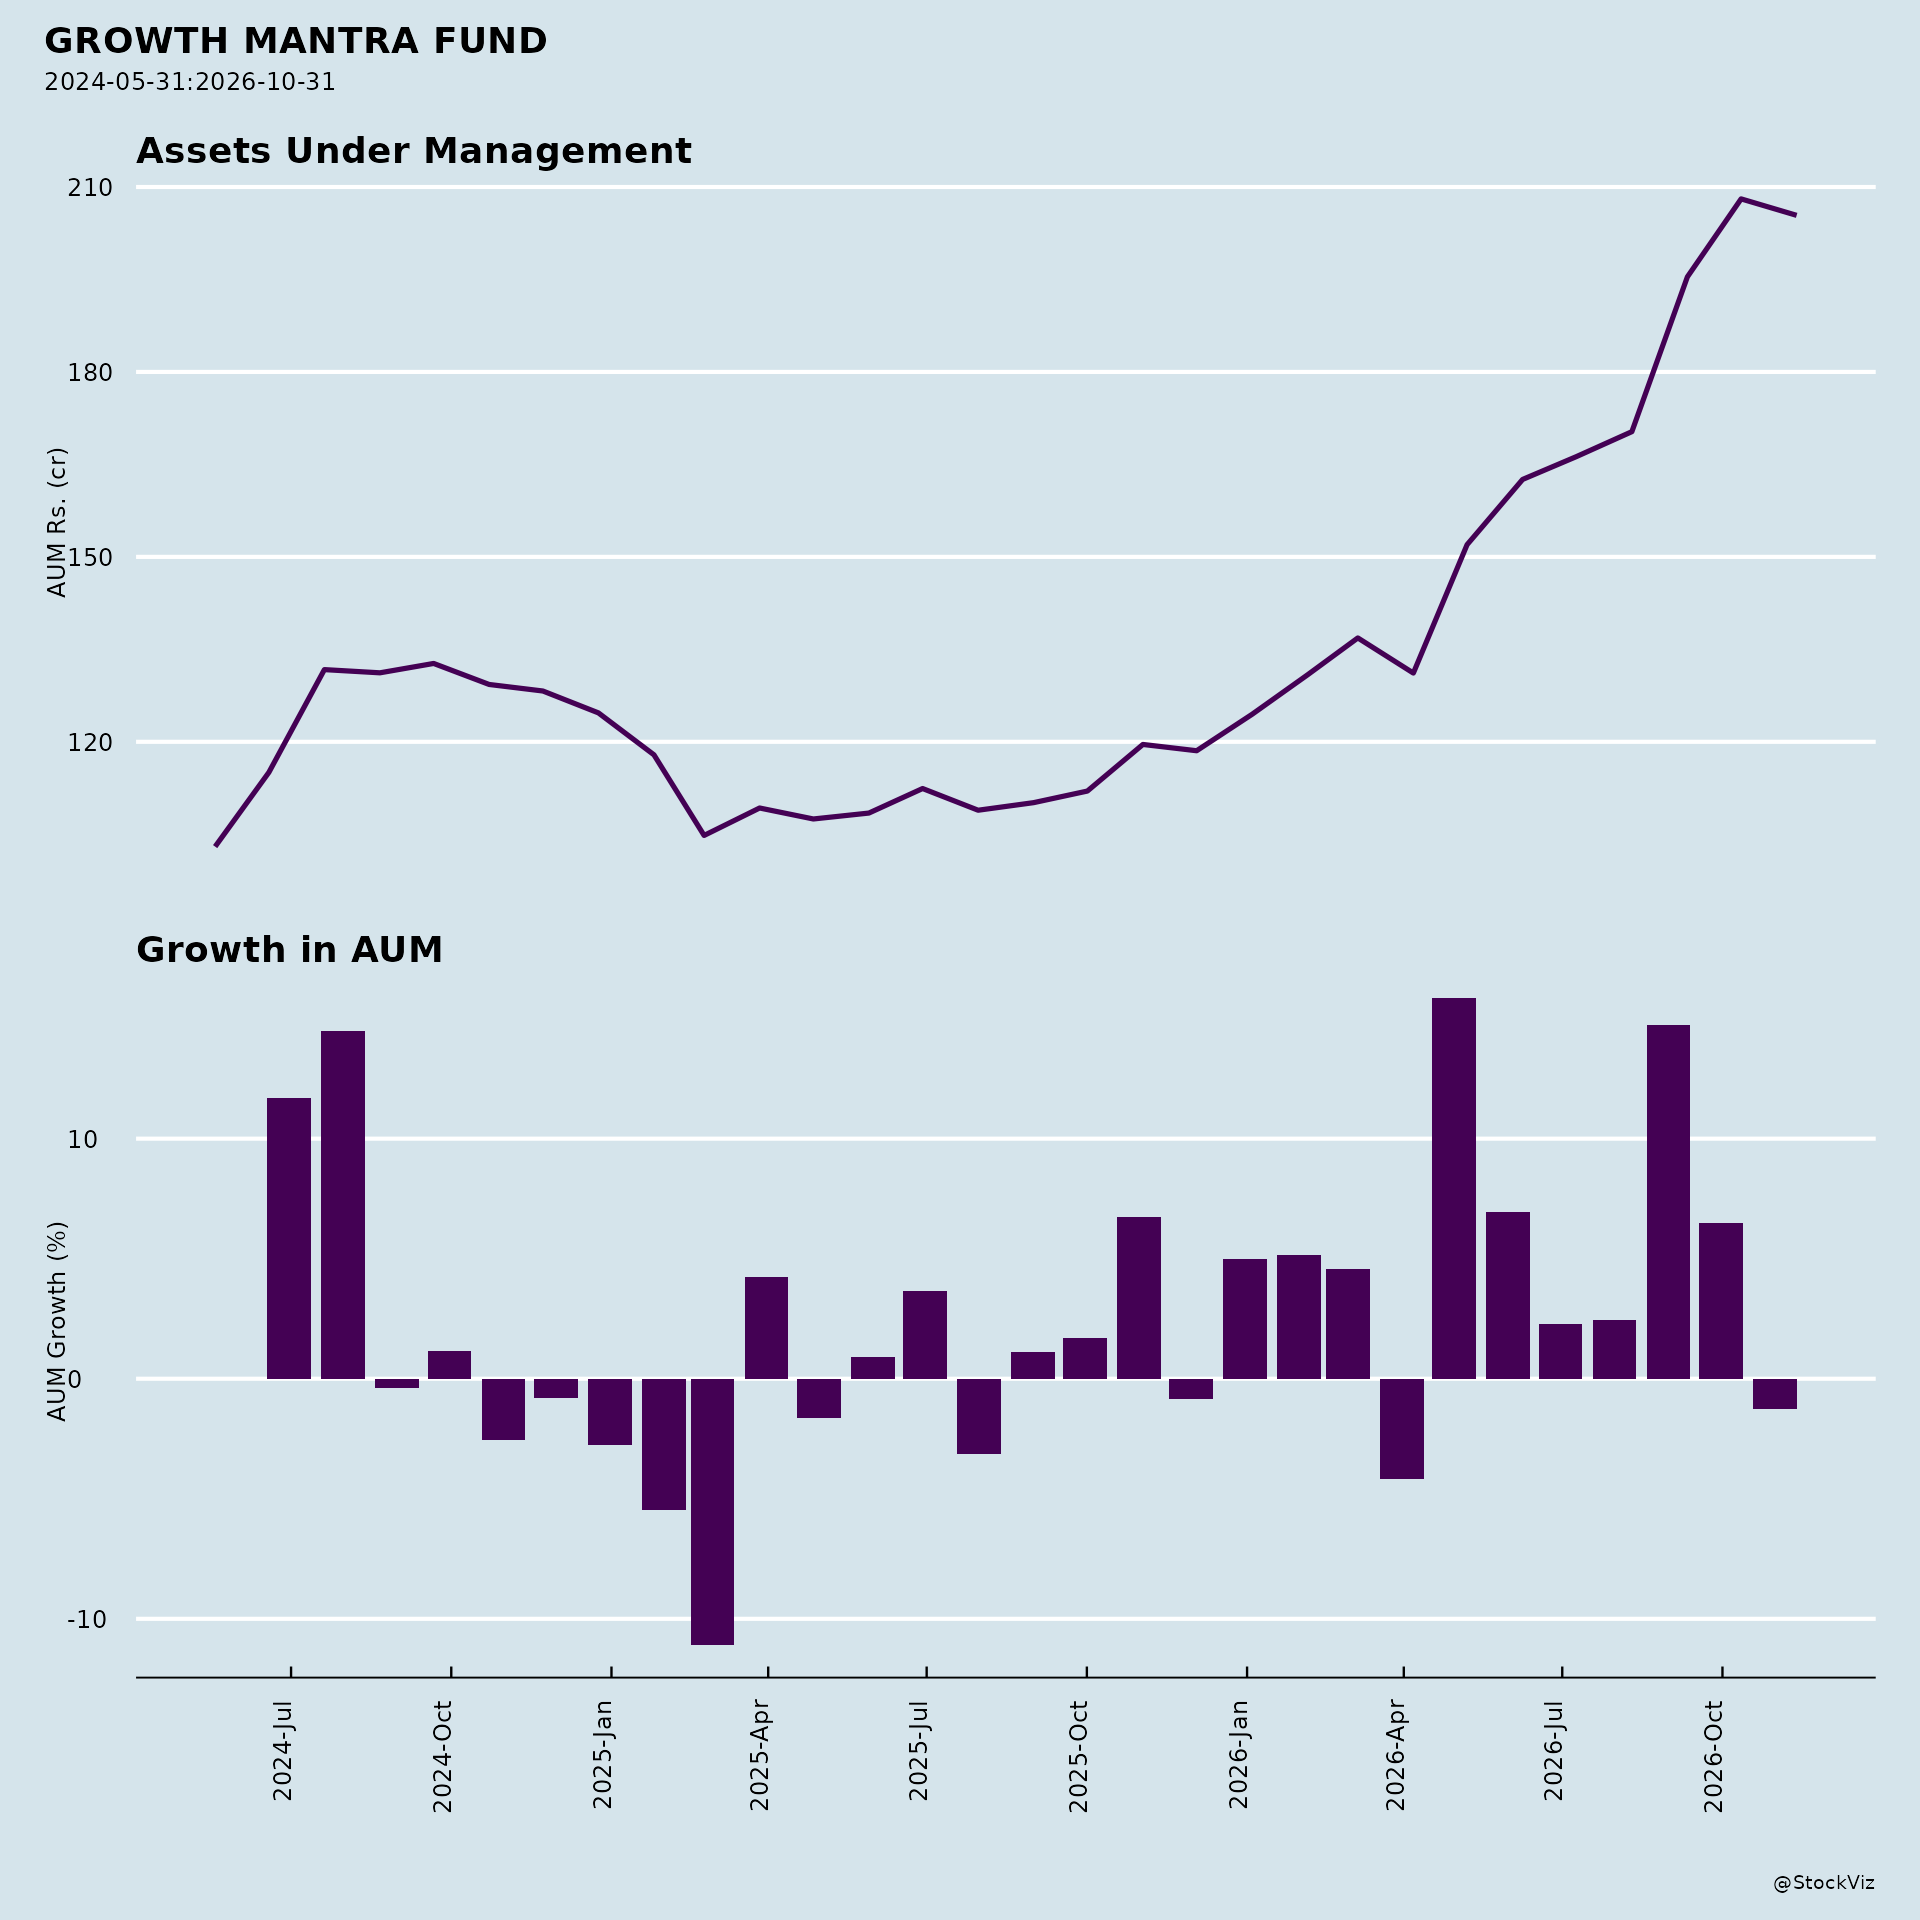 GROWTH MANTRA FUND
2024-05-31:2026-10-31
Assets Under Management
210
180
150
120
AUM Rs. (cr)
Growth in AUM
10
0
-10
AUM Growth (%)
2024-Jul
2024-Oct
2025-Jan
2025-Apr
2025-Jul
2025-Oct
2026-Jan
2026-Apr
2026-Jul
2026-Oct
@StockViz